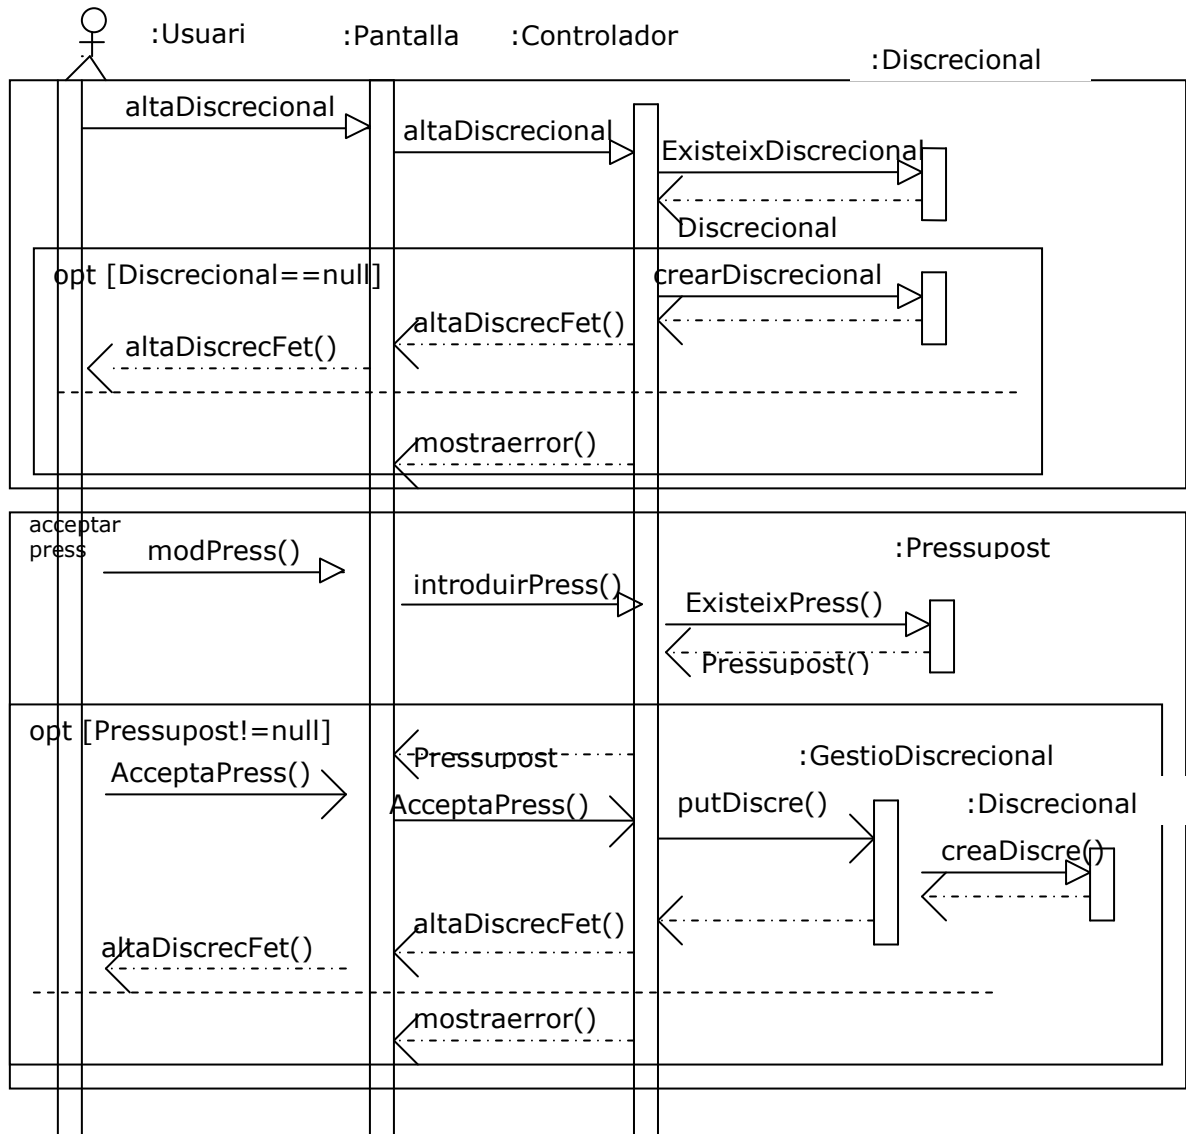 :Usuari
:Pantalla
:Controlador
:Discrecional
altaDiscrecional
altaDiscrecional
ExisteixDiscrecional
Discrecional
opt [Discrecional==null]
crearDiscrecional
altaDiscrecFet()
altaDiscrecFet()
mostraerror()
acceptar
press
modPress()
:Pressupost
introduirPress()
ExisteixPress()
Pressupost()
opt [Pressupost!=null]
Pressupost
:GestioDiscrecional
AcceptaPress()
AcceptaPress()
putDiscre()
:Discrecional
creaDiscre()
altaDiscrecFet()
altaDiscrecFet()
mostraerror()